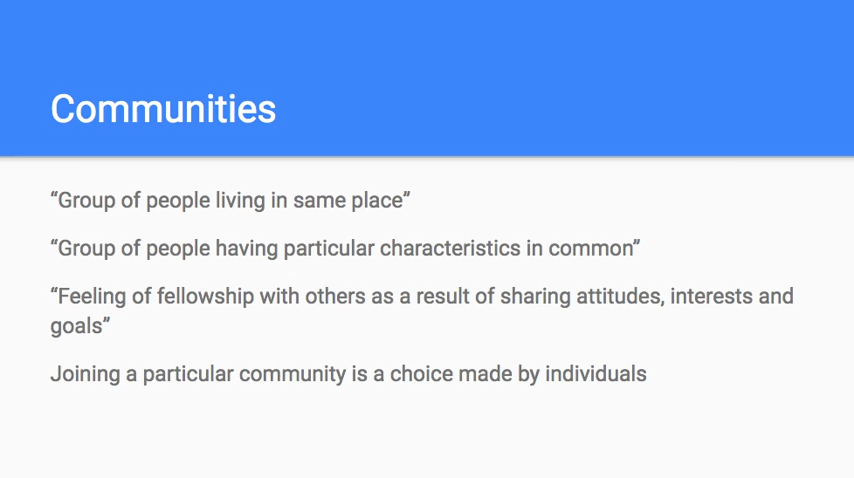 Communities
“Group of people living in same place”
“Group of people having particular characteristics in common”
“Feeling of fellowship with others as a result of sharing attitudes, interests and
goals”
Joining a particular community is a choice made by individuals